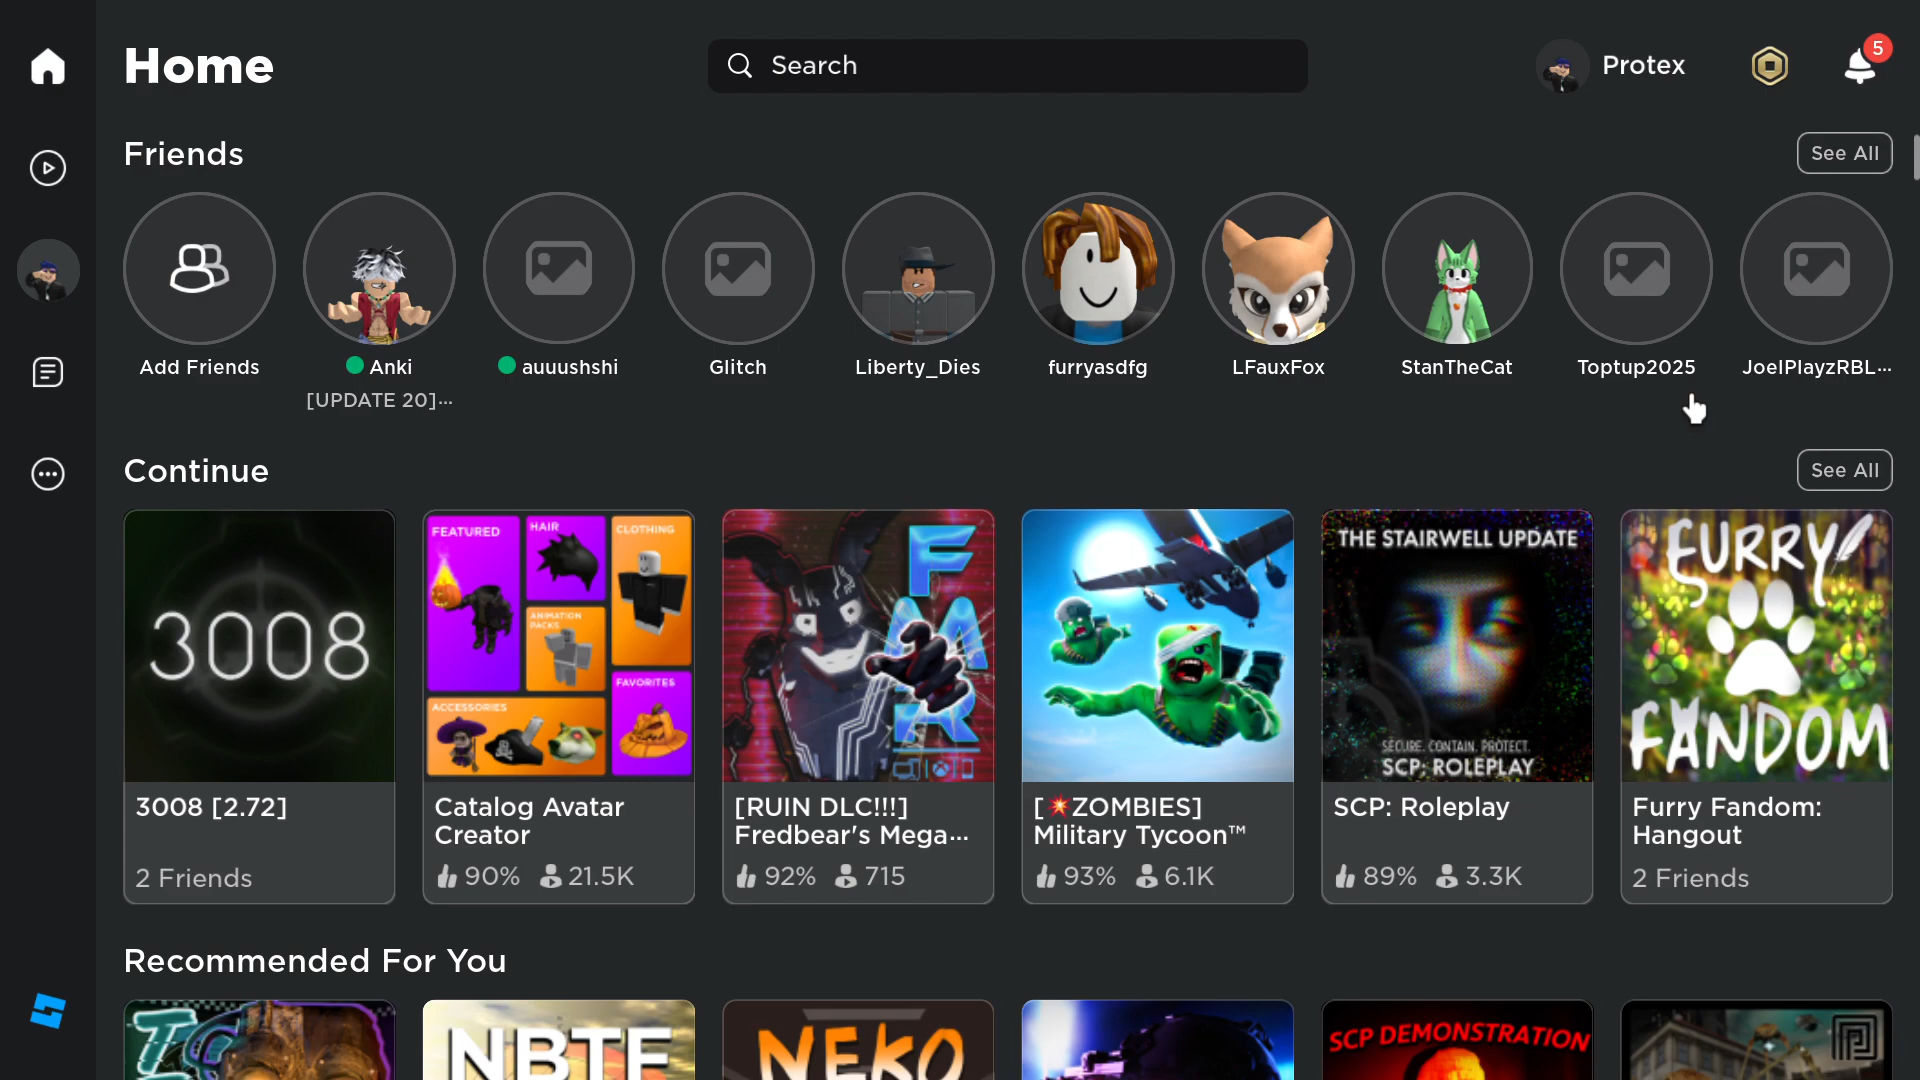 Home
Search
Protex
5
Friends
See All
Add Friends
Anki
auuushshi
Glitch
Liberty_Dies
furryasdfg
LFauxFox
StanTheCat
Toptup2025
JoelPlayzRBL...
[UPDATE 20]...
Continue
See All
3008
FEATURED
HAIR
CLOTHING
ANIMATION
PACKS
FAVORITES
ACCESSORIES
FMR
THE STAIRWELL UPDATE
SECURE. CONTAIN. PROTECT.
SCP: ROLEPLAY
FURRY
FANDOM
3008 [2.72]
2 Friends
Catalog Avatar
Creator
90% 21.5K
[RUIN DLC!!!]
Fredbear's Mega...
92% 715
[💥ZOMBIES]
Military Tycoon™
93% 6.1K
SCP: Roleplay
89% 3.3K
Furry Fandom:
Hangout
2 Friends
Recommended For You
NBTF
NEKO
SCP DEMONSTRATION